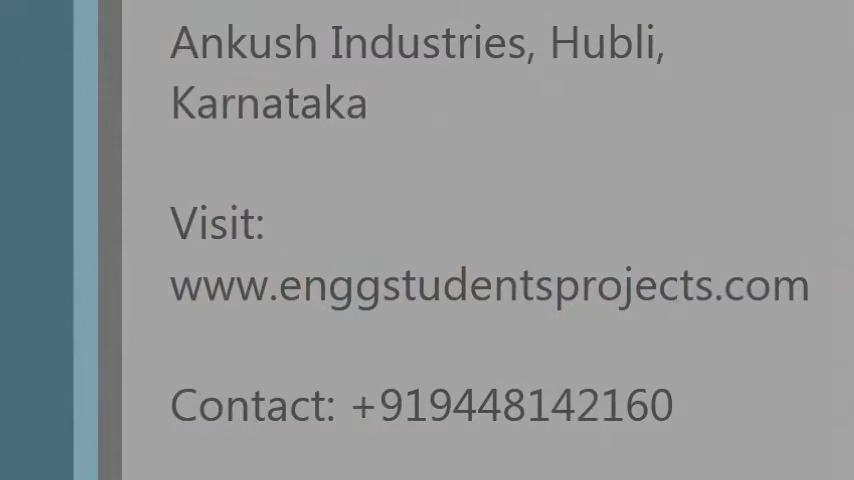 Ankush Industries, Hubli,
Karnataka
Visit:
www.enggstudentsprojects.com
Contact: +919448142160